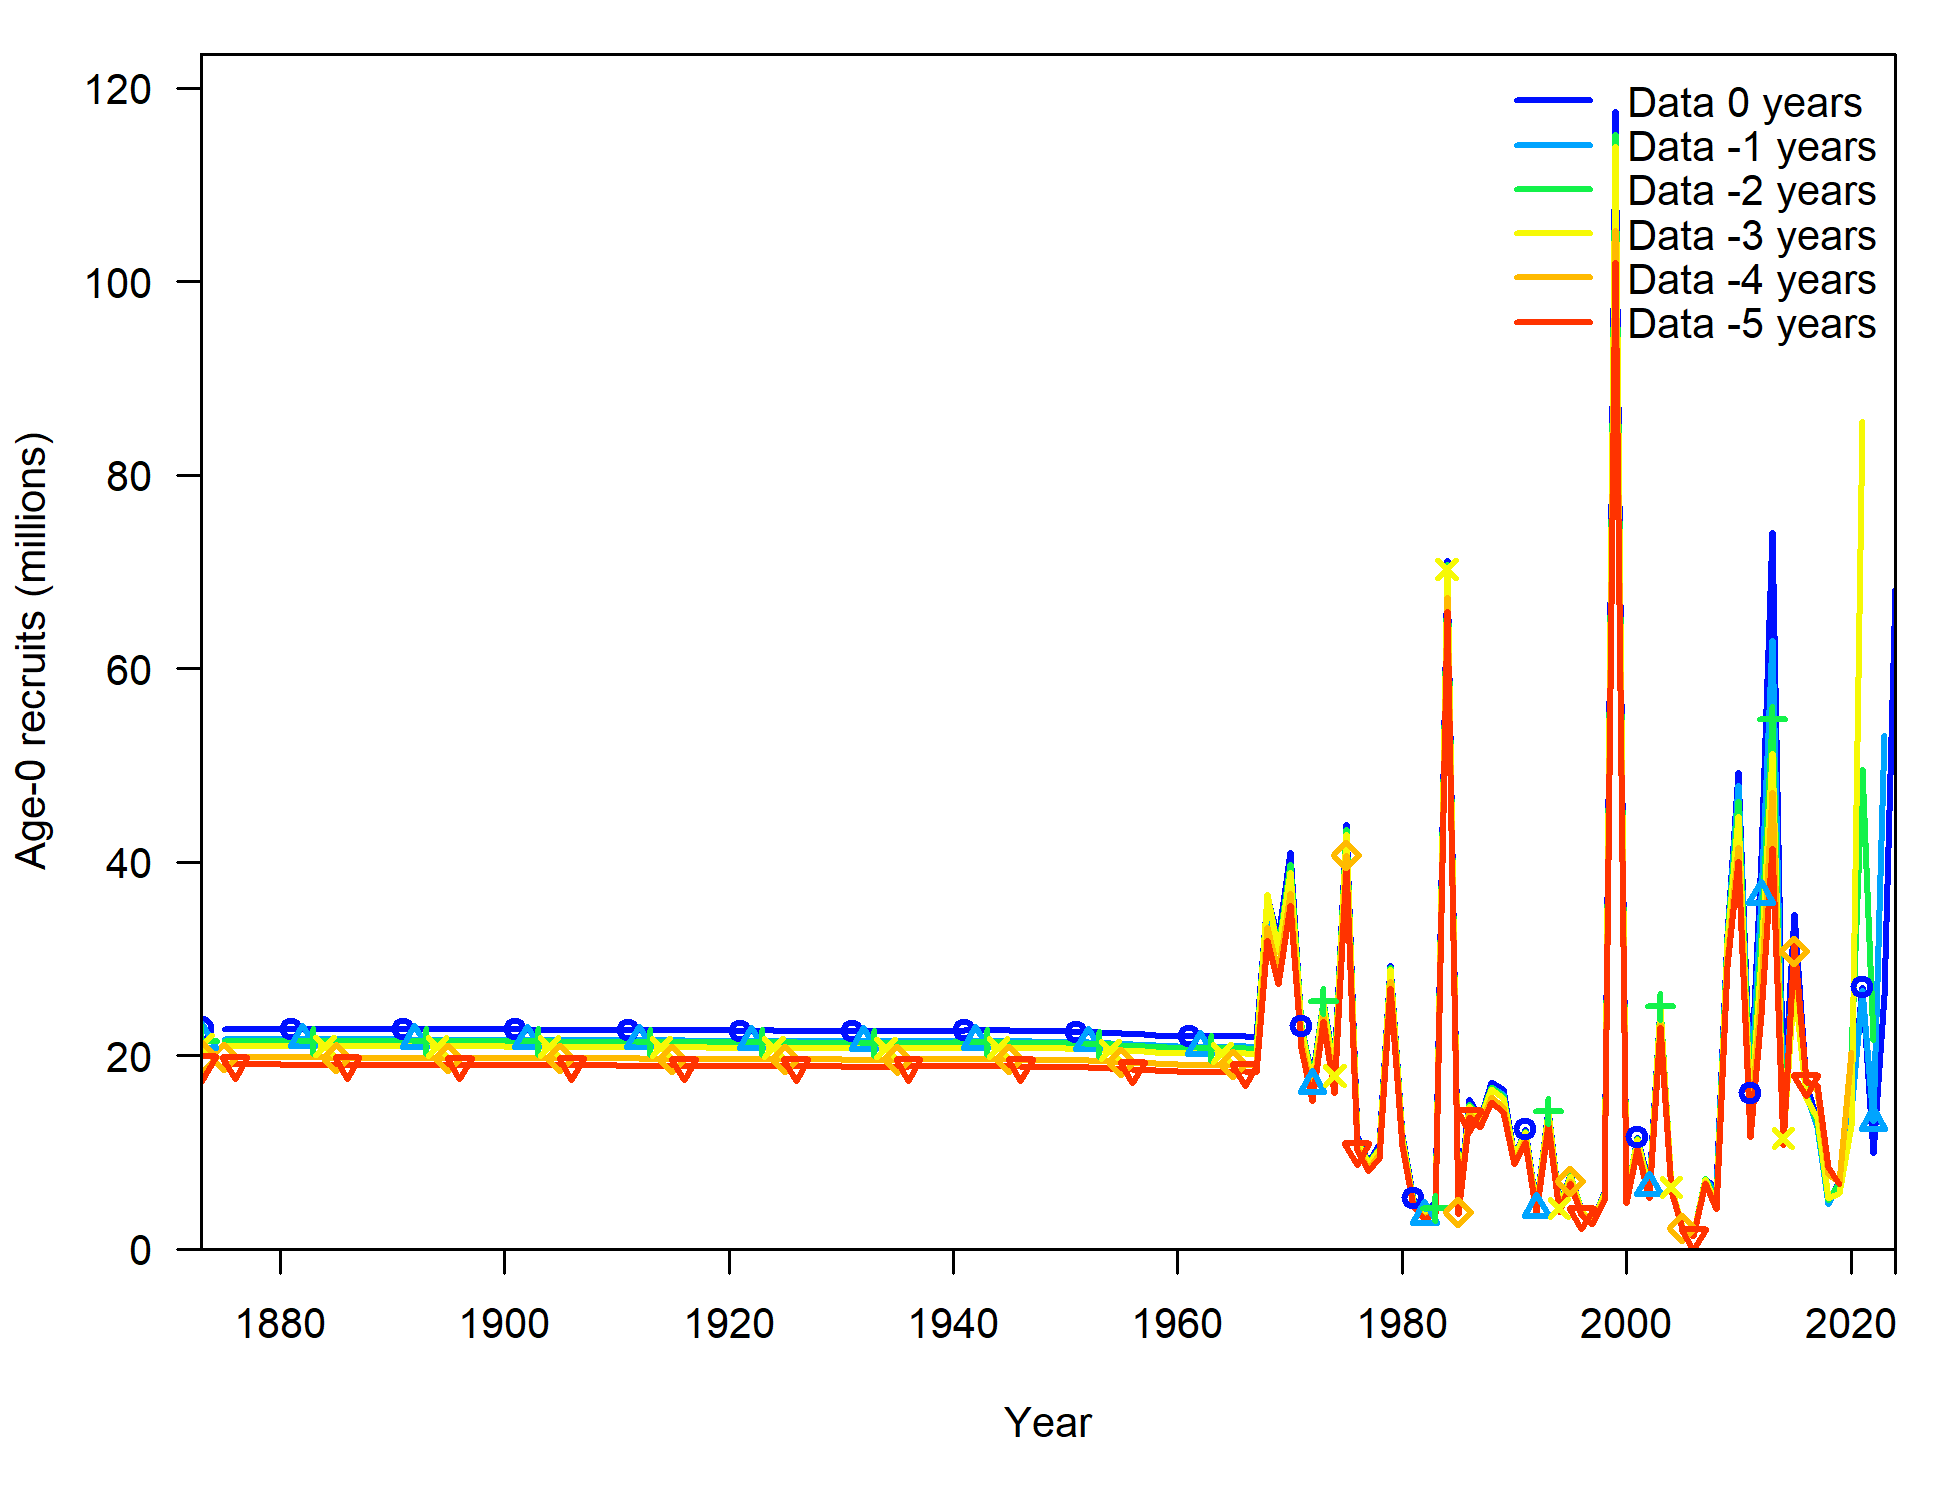 120
100
80
60
40
20
0
Age-0 recruits (millions)
Data 0 years
Data -1 years
Data -2 years
Data -3 years
Data -4 years
Data -5 years
1880 1900 1920 1940 1960 1980 2000 2020
Year